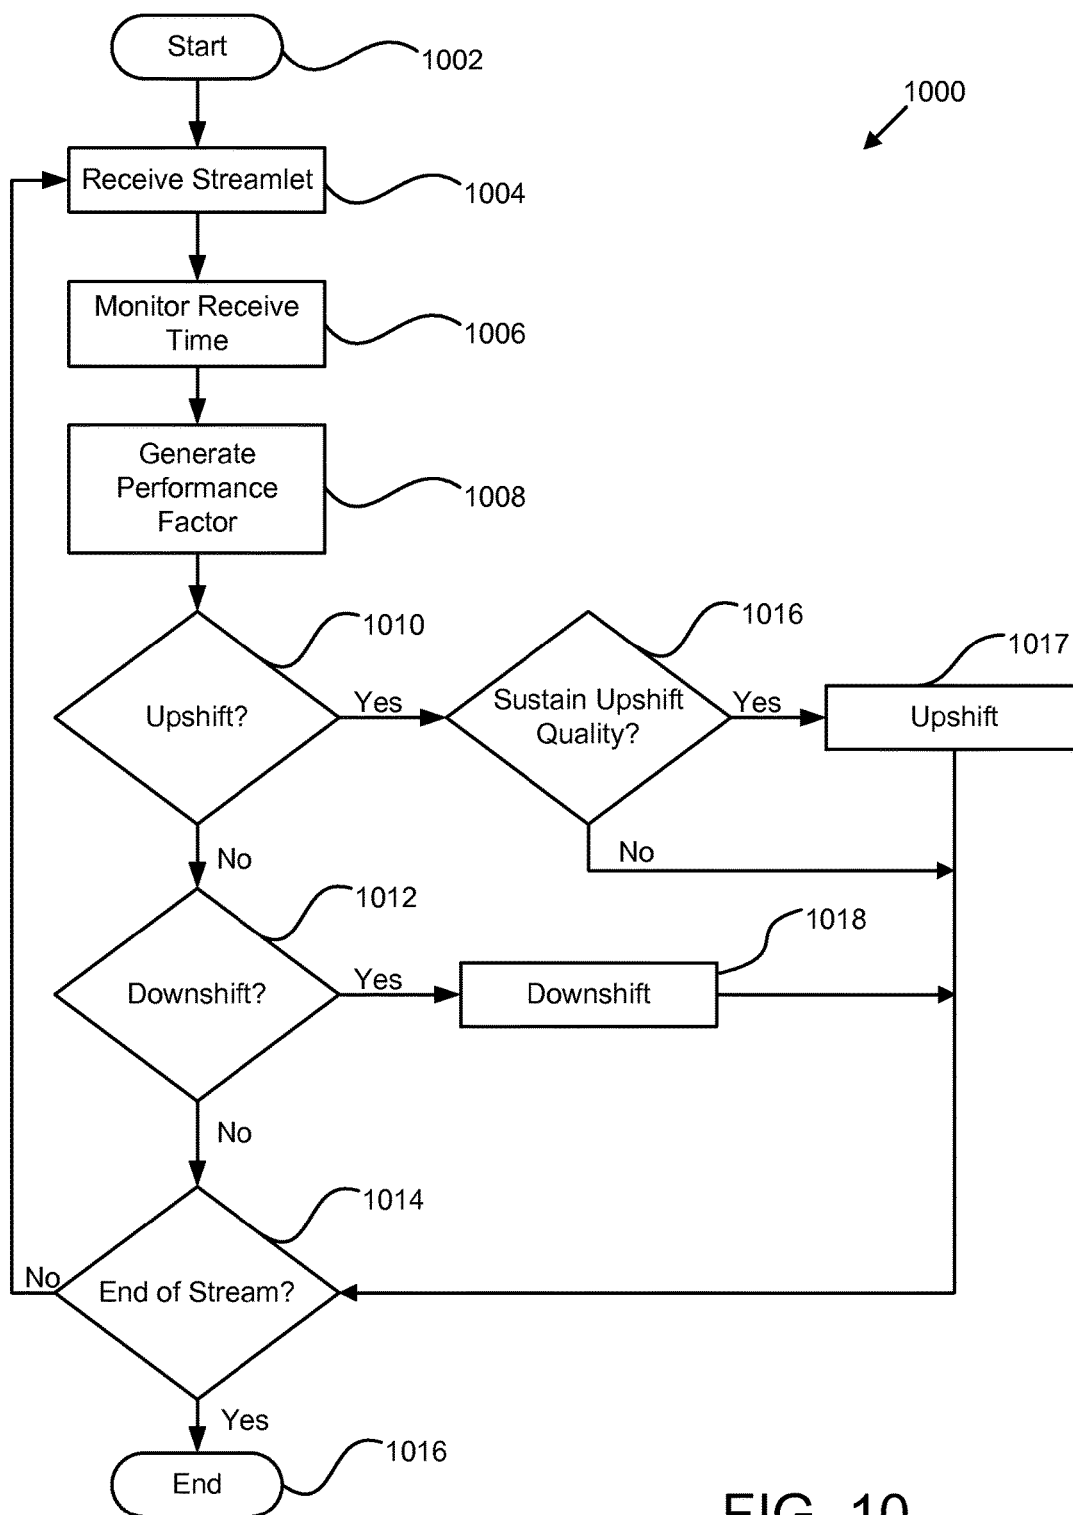 Start
1002
1000
Receive Streamlet
1004
Monitor Receive
Time
1006
Generate
Performance
Factor
1008
1010
1016
1017
Upshift?
Yes
Sustain Upshift
Quality?
Yes
Upshift
No
No
1012
1018
Downshift?
Yes
Downshift
No
1014
No
End of Stream?
Yes
1016
End
FIG. 10